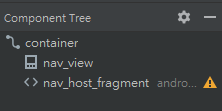 Component Tree
container
nav_view
nav_host_fragment andro...